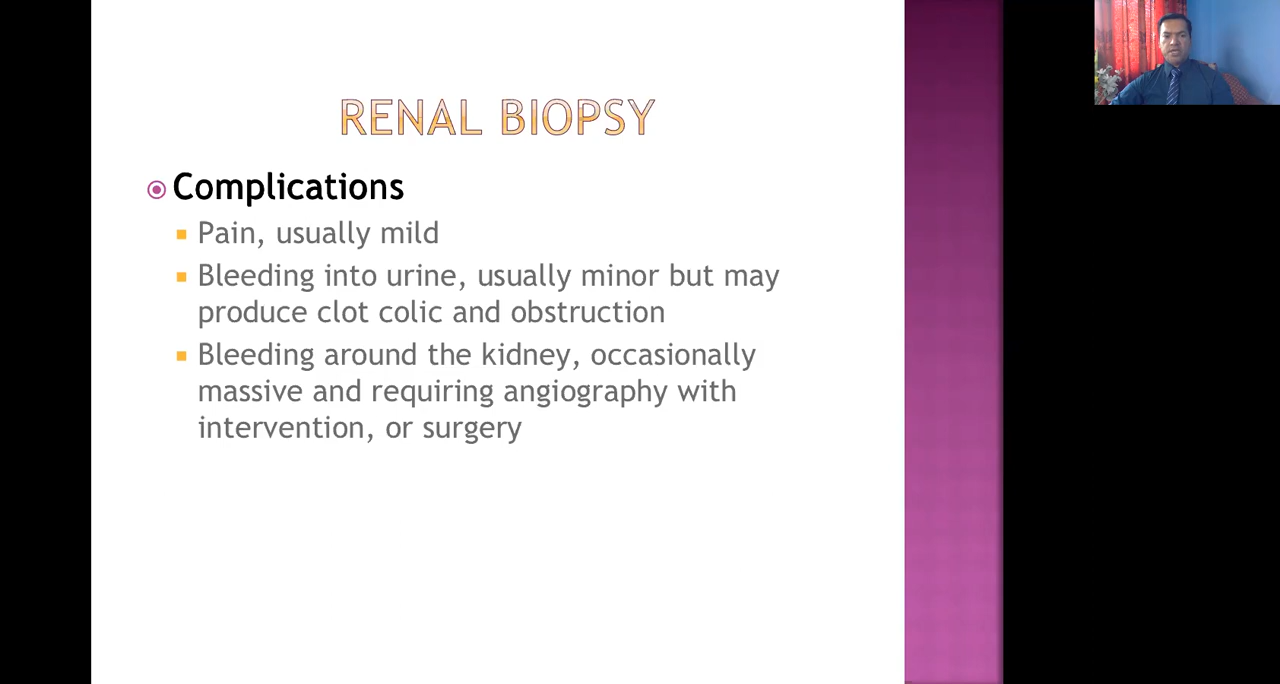 RENAL BIOPSY
Complications
Pain, usually mild
Bleeding into urine, usually minor but may
produce clot colic and obstruction
Bleeding around the kidney, occasionally
massive and requiring angiography with
intervention, or surgery